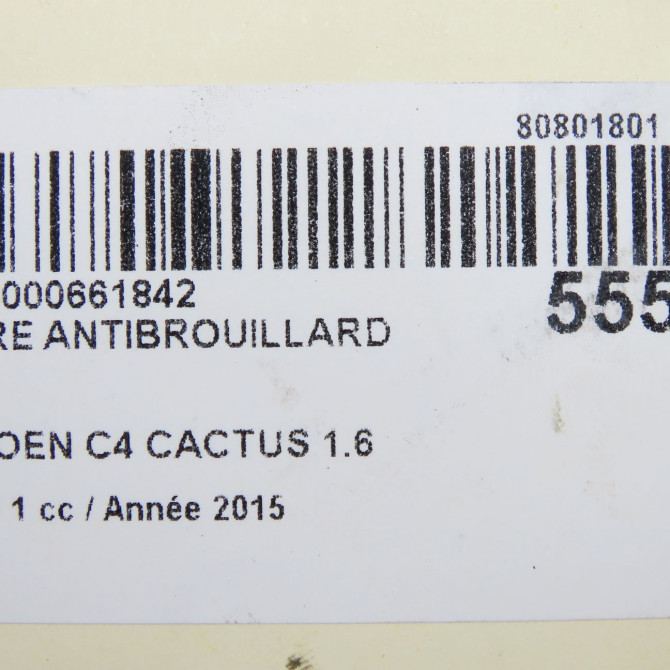 80801801
000661842
555
RE ANTIBROUILLARD
OEN C4 CACTUS 1.6
1 cc / Année 2015